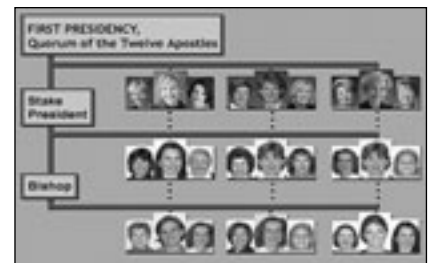 FIRST PRESIDENCY,
Quorum of the Twelve Apostles
Stake
President
Bishop